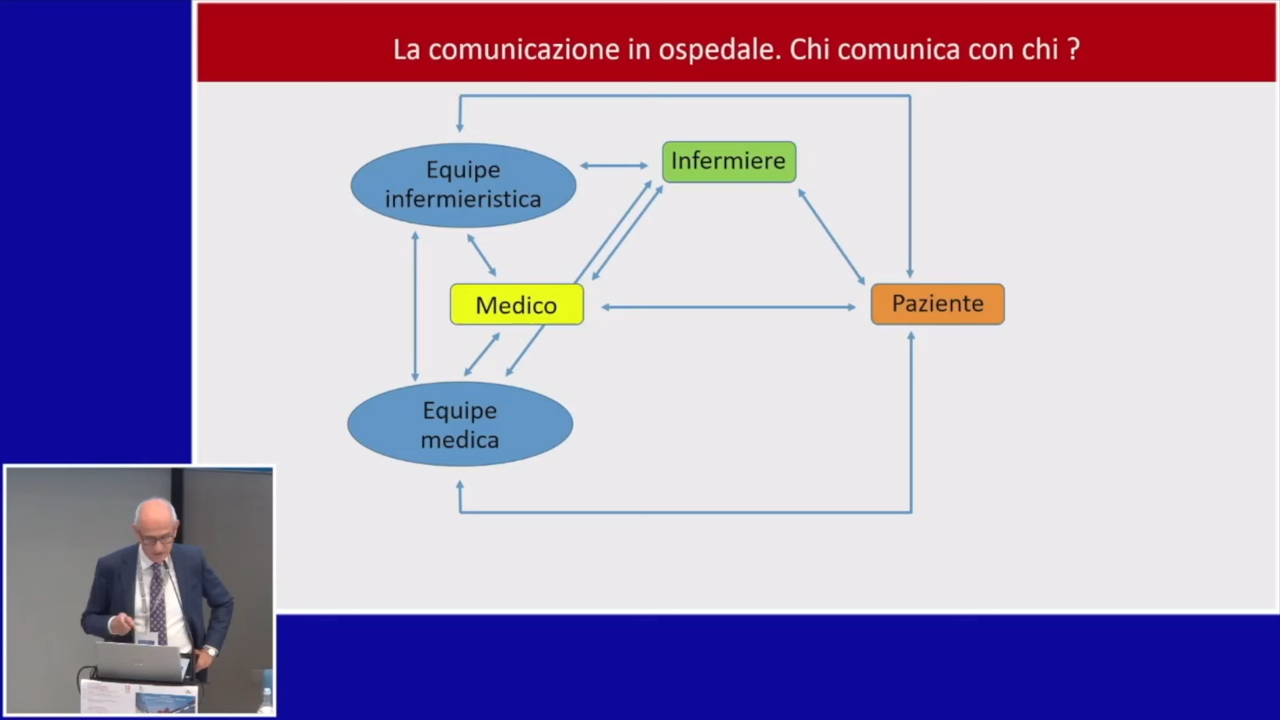 La comunicazione in ospedale. Chi comunica con chi ?
Equipe
infermieristica
Infermiere
Medico
Paziente
Equipe
medica